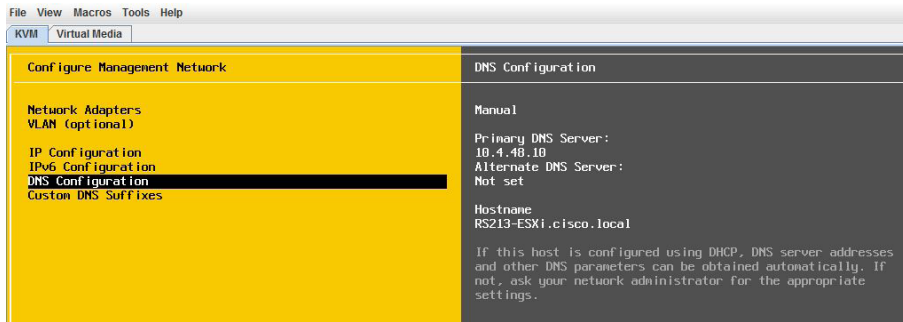 File View Macros Tools Help
KVM Virtual Media
Configure Management Network
Network Adapters
VLAN (optional)
IP Configuration
IPv6 Configuration
DNS Configuration
Custom DNS Suffixes
DNS Configuration
Manual
Primary DNS Server:
10.4.48.10
Alternate DNS Server:
Not set
Hostname
RS213-ESXi.cisco.local
If this host is configured using DHCP, DNS server addresses
and other DNS parameters can be obtained automatically. If
not, ask your network administrator for the appropriate
settings.